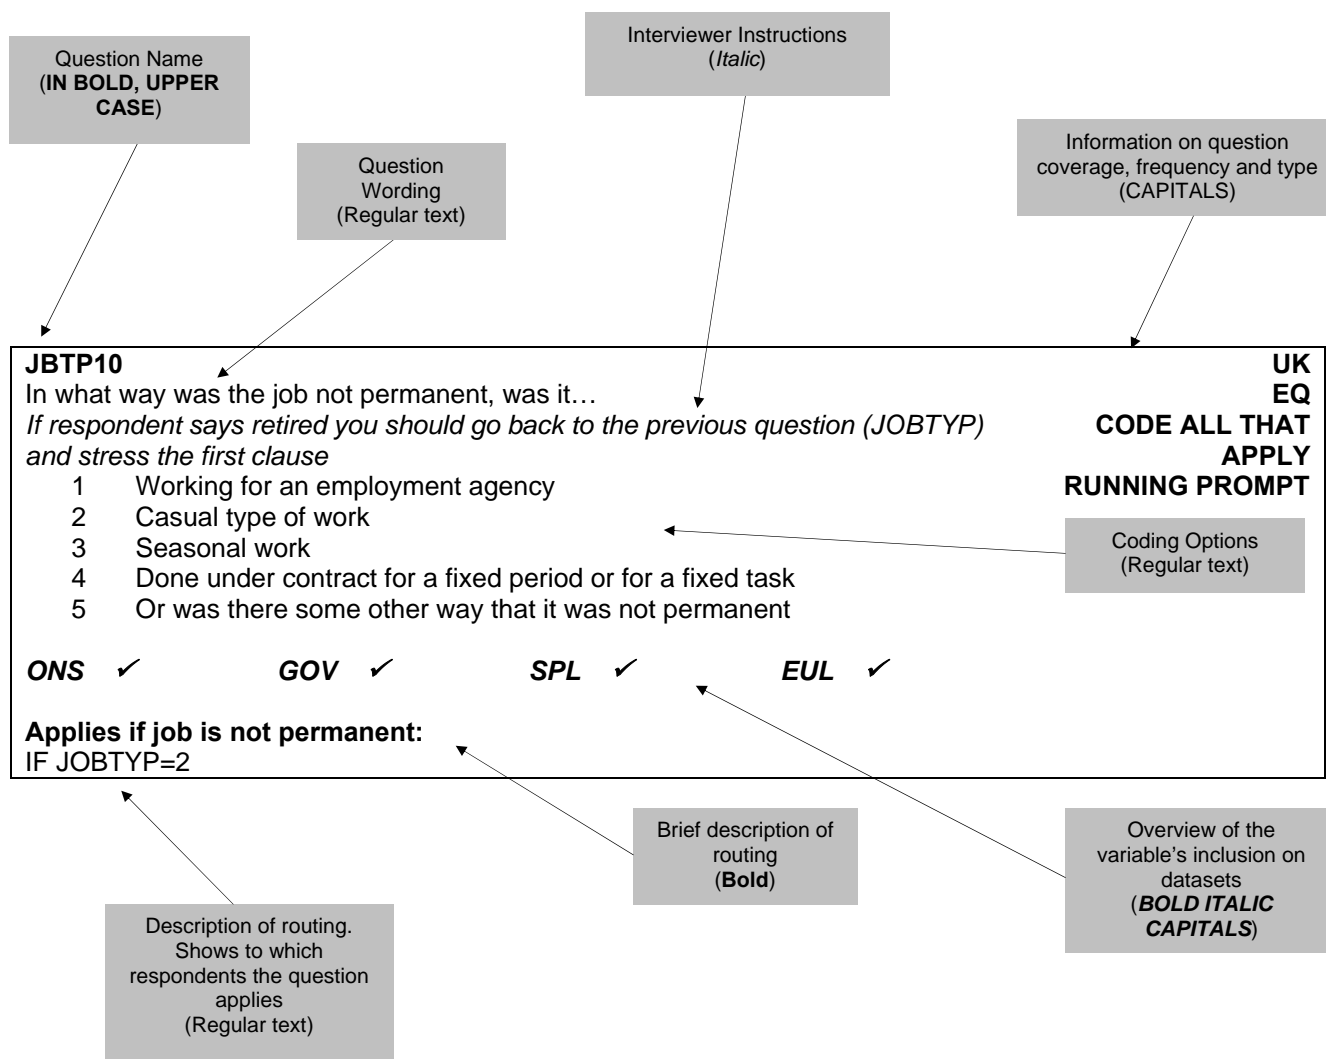 Interviewer Instructions
(Italic)
Question Name
(IN BOLD, UPPER
CASE)
Information on question
coverage, frequency and type
(CAPITALS)
Question
Wording
(Regular text)
JBTP10
UK
In what way was the job not permanent, was it…
EQ
If respondent says retired you should go back to the previous question (JOBTYP)
CODE ALL THAT
and stress the first clause
APPLY
1 Working for an employment agency
RUNNING PROMPT
2 Casual type of work
3 Seasonal work
4 Done under contract for a fixed period or for a fixed task
5 Or was there some other way that it was not permanent
Coding Options
(Regular text)
ONS ✓ GOV ✓ SPL ✓ EUL ✓
Applies if job is not permanent:
IF JOBTYP=2
Brief description of
routing
(Bold)
Overview of the
variable's inclusion on
datasets
(BOLD ITALIC
CAPITALS)
Description of routing.
Shows to which
respondents the question
applies
(Regular text)